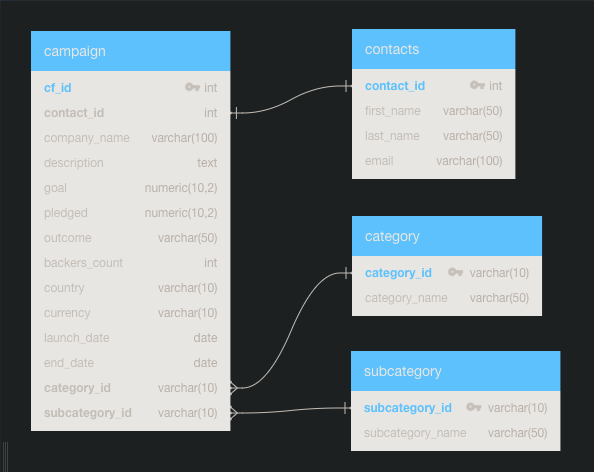 campaign
cf_id int
contact_id int
company_name varchar(100)
description text
goal numeric(10,2)
pledged numeric(10,2)
outcome varchar(50)
backers_count int
country varchar(10)
currency varchar(10)
launch_date date
end_date date
category_id varchar(10)
subcategory_id varchar(10)
contacts
contact_id int
first_name varchar(50)
last_name varchar(50)
email varchar(100)
category
category_id varchar(10)
category_name varchar(50)
subcategory
subcategory_id varchar(10)
subcategory_name varchar(50)